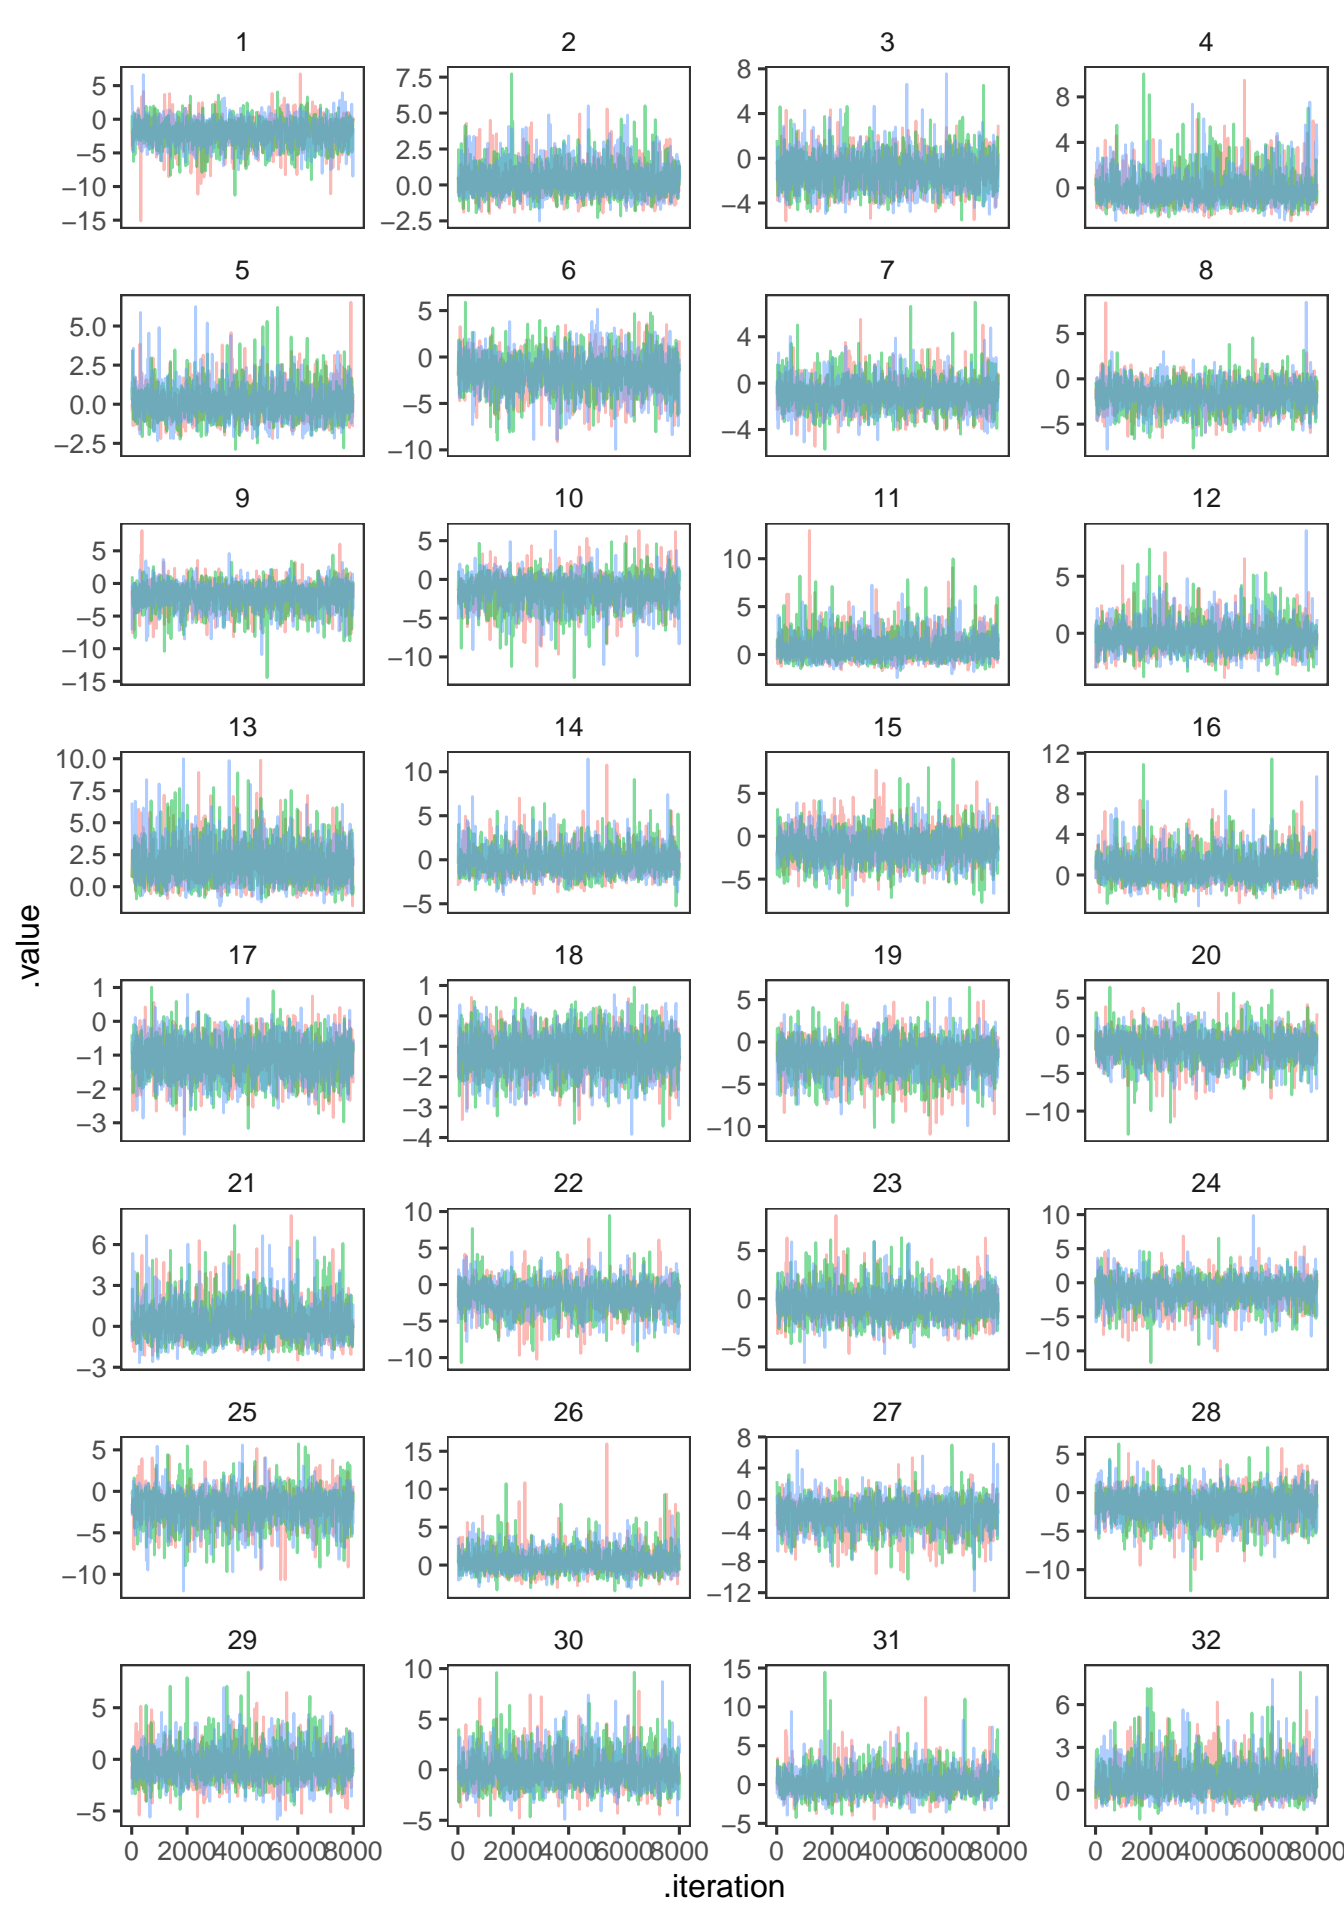 1 2 3 4
5 0 −5 −10 −15
7.5 5.0 2.5 0.0 −2.5
8 4 0 −4
8 4 0
5 6 7 8
5.0 2.5 0.0 −2.5
5 0 −5 −10
4 0 −4
5 0 −5
9 10 11 12
5 0 −5 −10 −15
5 0 −5 −10
10 5 0
5 0
13 14 15 16
10.0 7.5 5.0 2.5 0.0
10 5 0 −5
5 0 −5
12 8 4 0
.value
17 18 19 20
1 0 −1 −2 −3
1 0 −1 −2 −3 −4
5 0 −5 −10
5 0 −5 −10
21 22 23 24
6 3 0 −3
10 5 0 −5 −10
5 0 −5
10 5 0 −5 −10
25 26 27 28
5 0 −5 −10
15 10 5 0
8 4 0 −4 −8 −12
5 0 −5 −10
29 30 31 32
5 0 −5
10 5 0 −5
15 10 5 0 −5
6 3 0
0 2000 4000 6000 8000
0 2000 4000 6000 8000
0 2000 4000 6000 8000
0 2000 4000 6000 8000
.iteration